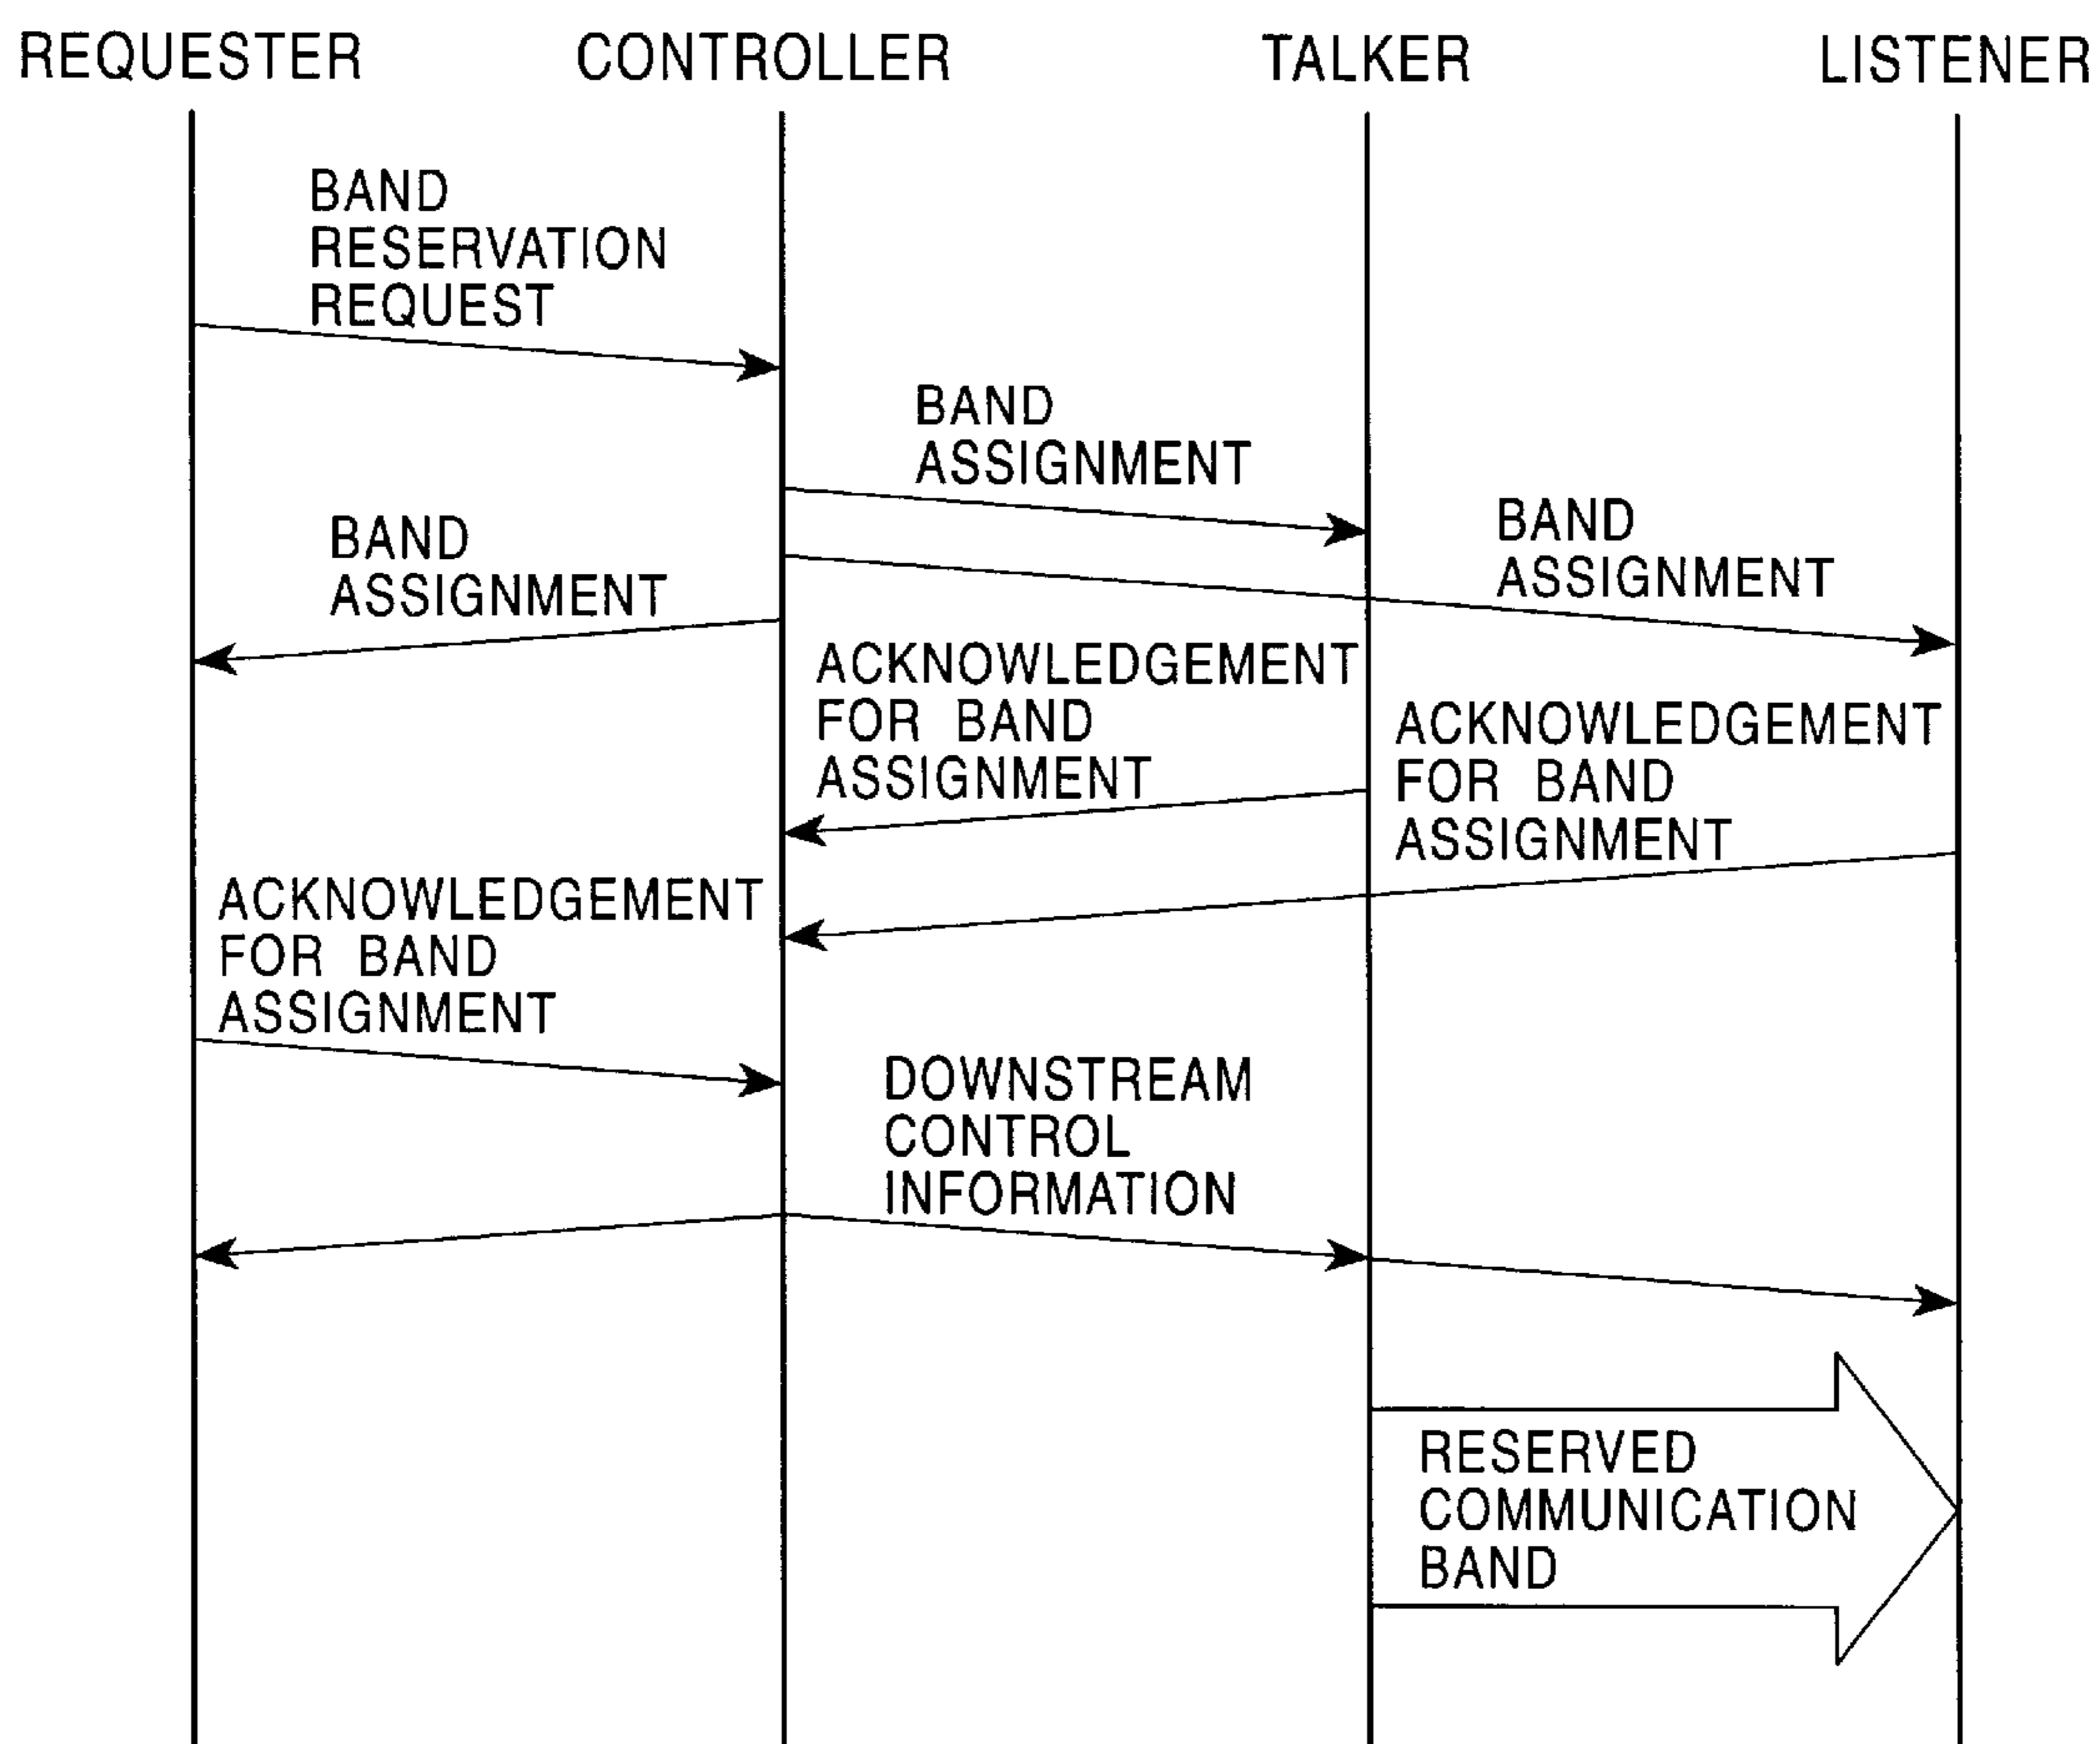 REQUESTER
CONTROLLER
TALKER
LISTENER
BAND
RESERVATION
REQUEST
BAND
ASSIGNMENT
BAND
ASSIGNMENT
BAND
ASSIGNMENT
ACKNOWLEDGEMENT
FOR BAND
ASSIGNMENT
ACKNOWLEDGEMENT
FOR BAND
ASSIGNMENT
ACKNOWLEDGEMENT
FOR BAND
ASSIGNMENT
DOWNSTREAM
CONTROL
INFORMATION
RESERVED
COMMUNICATION
BAND